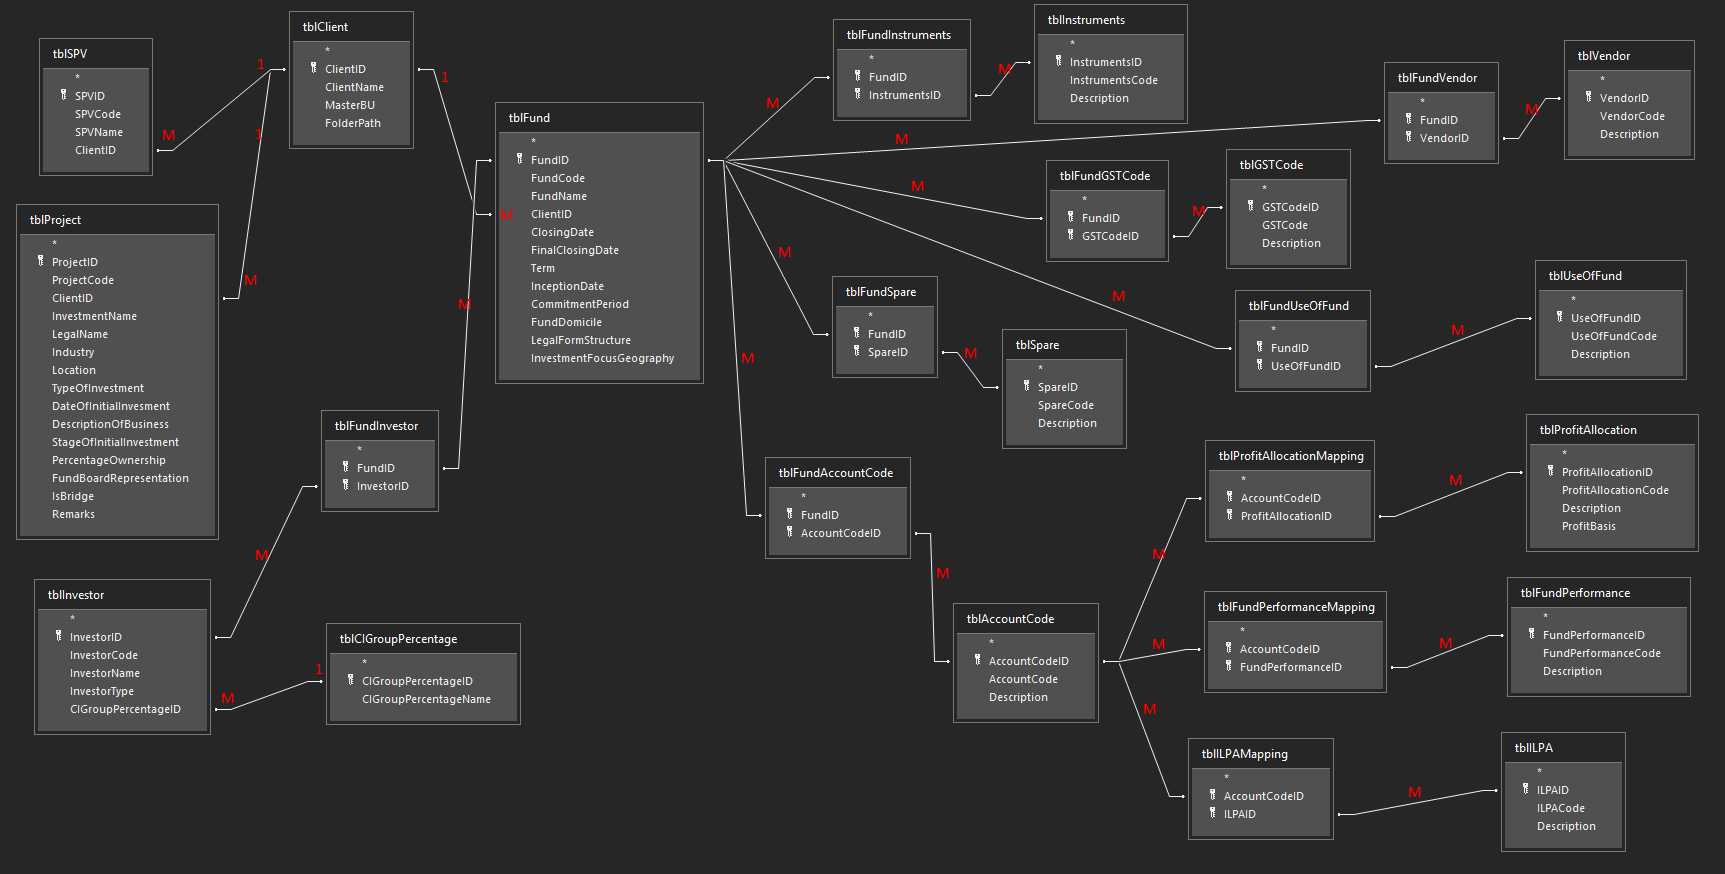 tblSPV
*
SPVID
SPVCode
SPVName
ClientID
tblClient
*
ClientID
ClientName
MasterBU
FolderPath
1
M
1
M
1
M
tblProject
*
ProjectID
ProjectCode
ClientID
InvestmentName
LegalName
Industry
Location
TypeOfInvestment
DateOfInitialInvesment
DescriptionOfBusiness
StageOfInitialInvestment
PercentageOwnership
FundBoardRepresentation
IsBridge
Remarks
tblFund
*
FundID
FundCode
FundName
ClientID
ClosingDate
FinalClosingDate
Term
InceptionDate
CommitmentPeriod
FundDomicile
LegalFormStructure
InvestmentFocusGeography
M
tblFundInvestor
*
FundID
InvestorID
M
tblInvestor
*
InvestorID
InvestorCode
InvestorName
InvestorType
CIGroupPercentageID
M
1
tblCIGroupPercentage
*
CIGroupPercentageID
CIGroupPercentageName
M
tblFundInstruments
*
FundID
InstrumentsID
M
tblInstruments
*
InstrumentsID
InstrumentsCode
Description
M
tblFundVendor
*
FundID
VendorID
M
tblVendor
*
VendorID
VendorCode
Description
M
tblFundGSTCode
*
FundID
GSTCodeID
M
tblGSTCode
*
GSTCodeID
GSTCode
Description
M
tblFundUseOfFund
*
FundID
UseOfFundID
M
tblUseOfFund
*
UseOfFundID
UseOfFundCode
Description
M
tblFundSpare
*
FundID
SpareID
M
tblSpare
*
SpareID
SpareCode
Description
M
tblFundAccountCode
*
FundID
AccountCodeID
M
tblAccountCode
*
AccountCodeID
AccountCode
Description
M
tblProfitAllocationMapping
*
AccountCodeID
ProfitAllocationID
M
tblProfitAllocation
*
ProfitAllocationID
ProfitAllocationCode
Description
ProfitBasis
M
tblFundPerformanceMapping
*
AccountCodeID
FundPerformanceID
M
tblFundPerformance
*
FundPerformanceID
FundPerformanceCode
Description
M
tblILPAMapping
*
AccountCodeID
ILPAID
M
tblILPA
*
ILPAID
ILPACode
Description